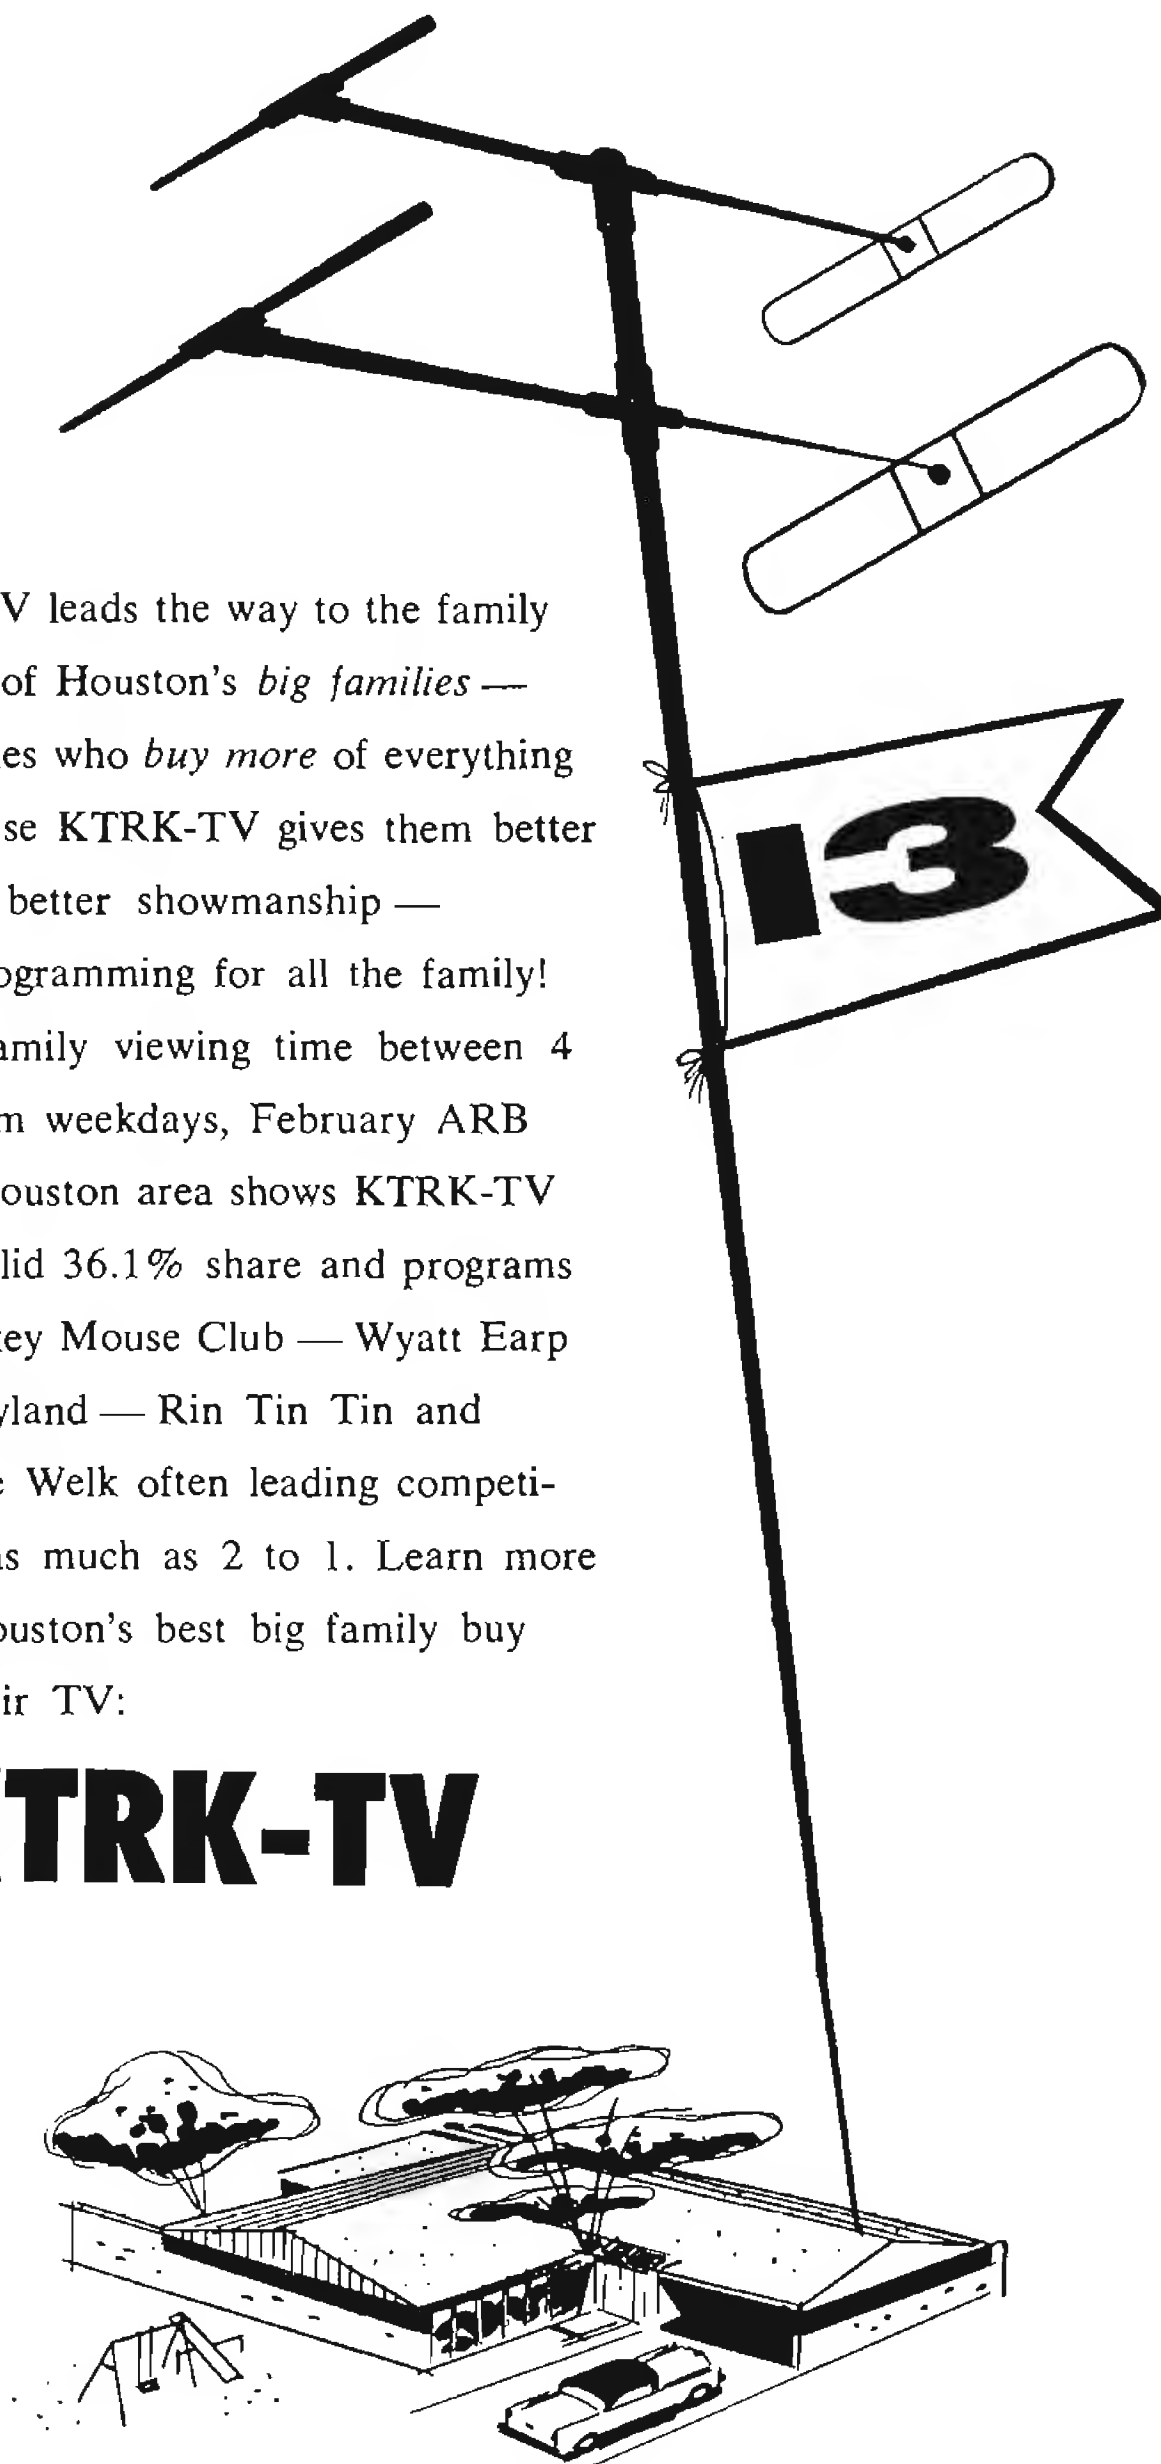 V leads the way to the family
of Houston's big families —
es who buy more of everything
se KTRK-TV gives them better
better showmanship —
ogramming for all the family!
amily viewing time between 4
m weekdays, February ARB
ouston area shows KTRK-TV
lid 36.1% share and programs
key Mouse Club — Wyatt Earp
yland — Rin Tin Tin and
e Welk often leading competi-
as much as 2 to 1. Learn more
ouston's best big family buy
ir TV:
KTRK-TV
13